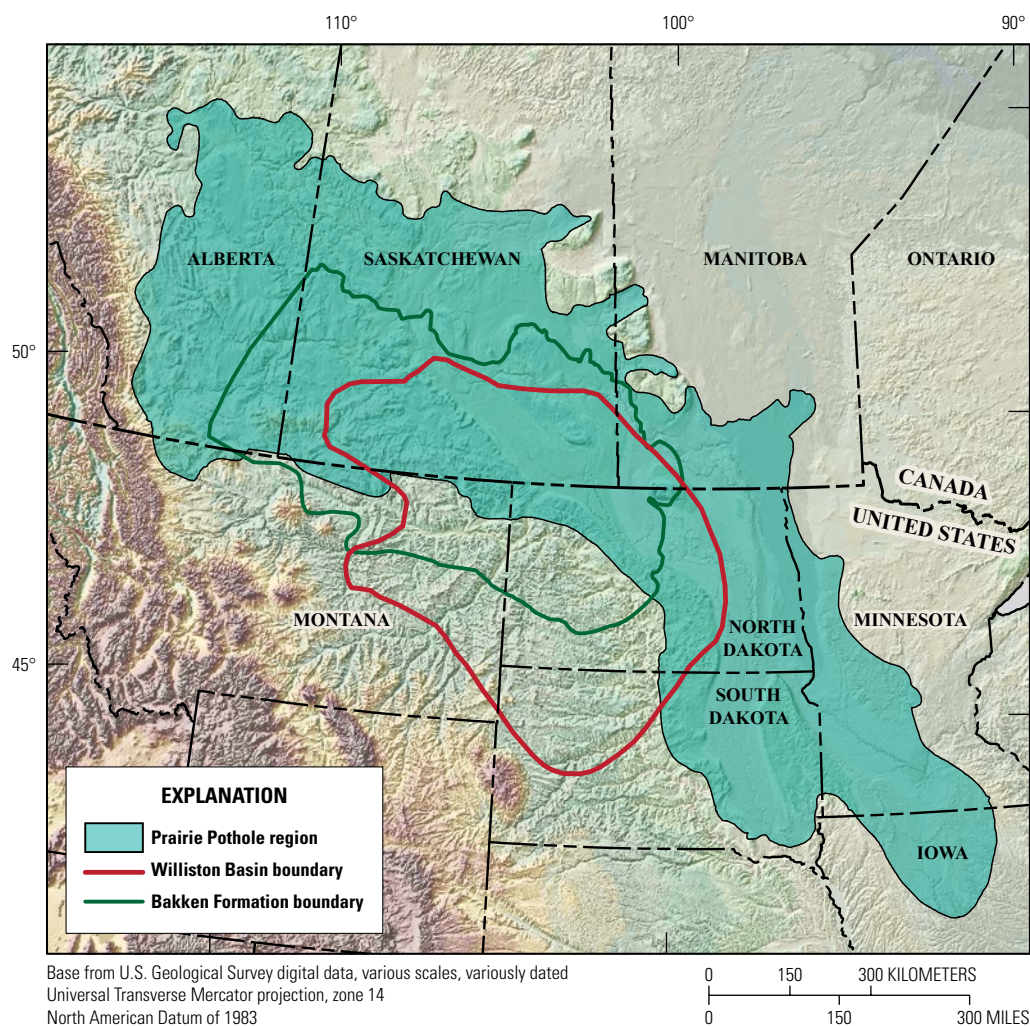 110°
100°
90°
ALBERTA
SASKATCHEWAN
MANITOBA
ONTARIO
50°
CANADA
UNITED STATES
MONTANA
NORTH
DAKOTA
MINNESOTA
45°
SOUTH
DAKOTA
IOWA
EXPLANATION
Prairie Pothole region
Williston Basin boundary
Bakken Formation boundary
Base from U.S. Geological Survey digital data, various scales, variously dated
Universal Transverse Mercator projection, zone 14
North American Datum of 1983
0 150 300 KILOMETERS
0 150 300 MILES